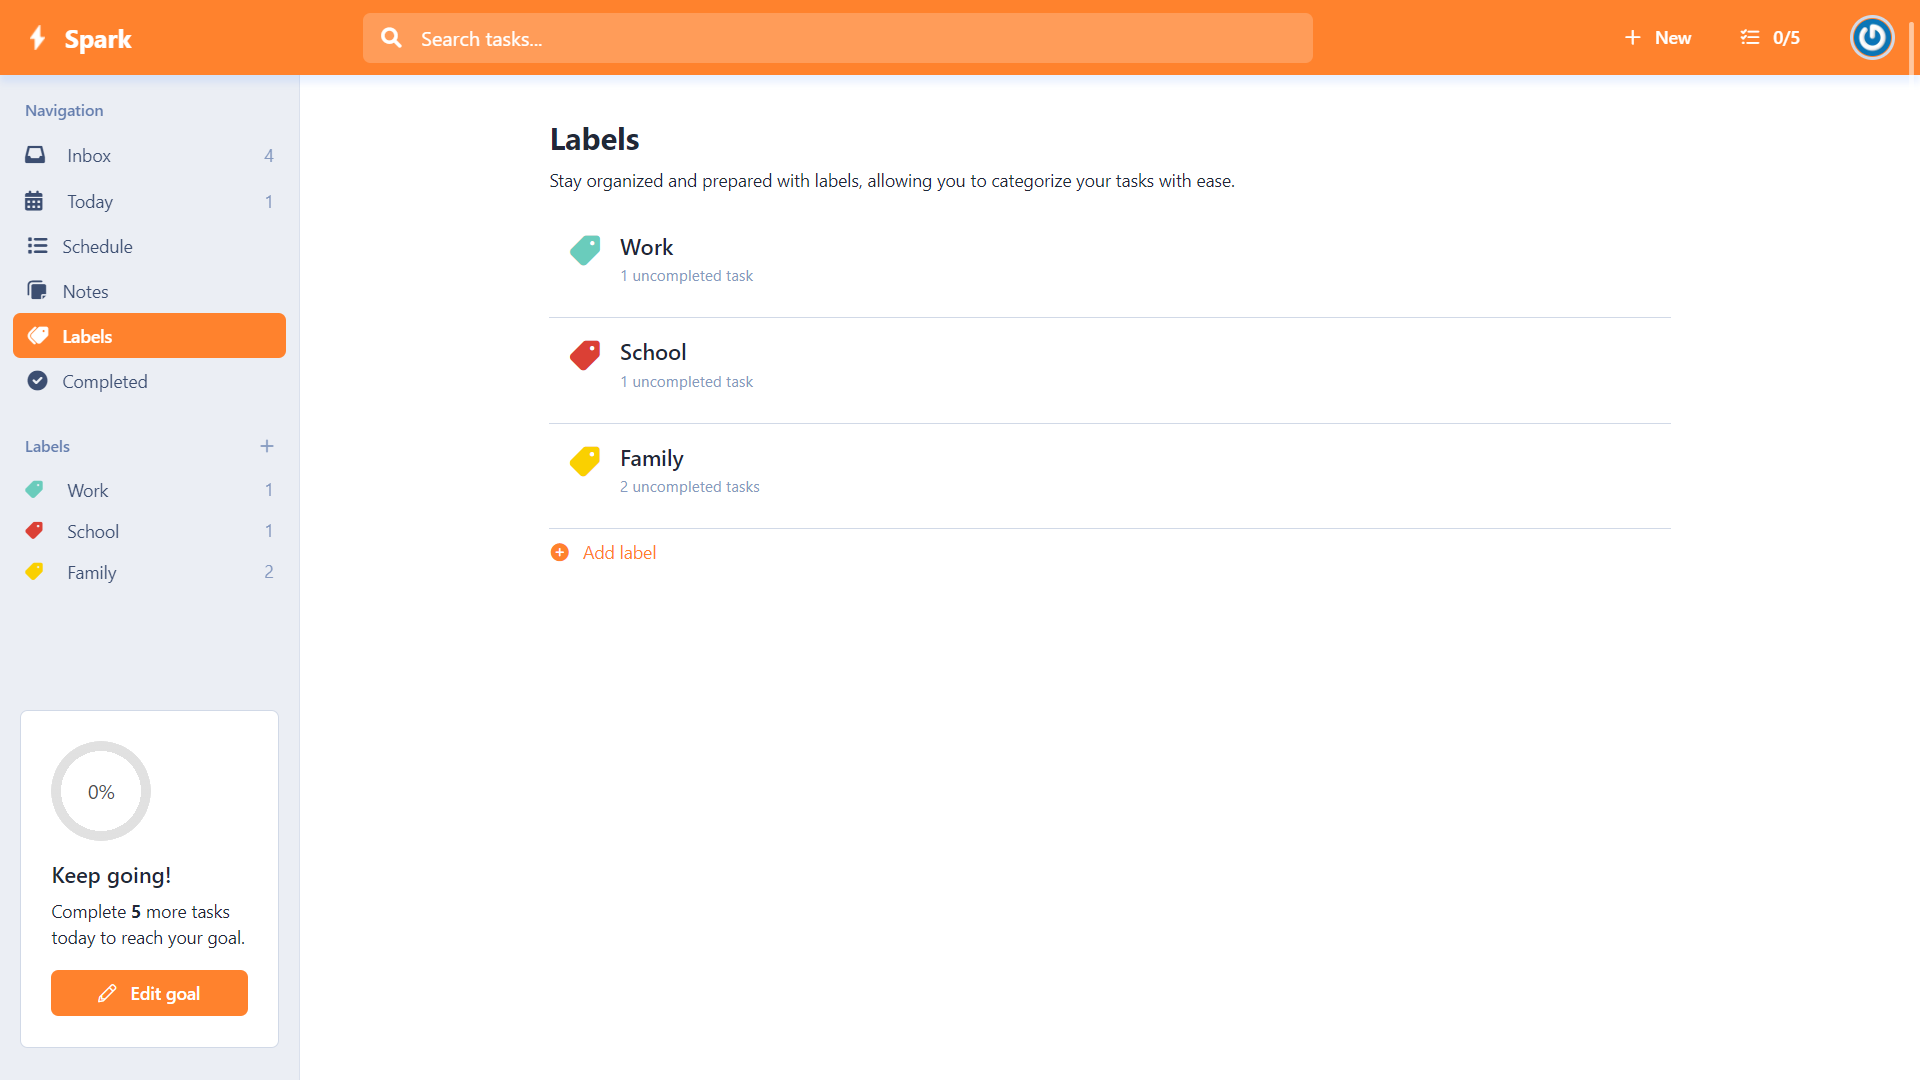 Spark
Search tasks...
New
0/5
Navigation
Inbox 4
Today 1
Schedule
Notes
Labels
Completed
Labels
Work 1
School 1
Family 2
0%
Keep going!
Complete 5 more tasks
today to reach your goal.
Edit goal
Labels
Stay organized and prepared with labels, allowing you to categorize your tasks with ease.
Work
1 uncompleted task
School
1 uncompleted task
Family
2 uncompleted tasks
Add label